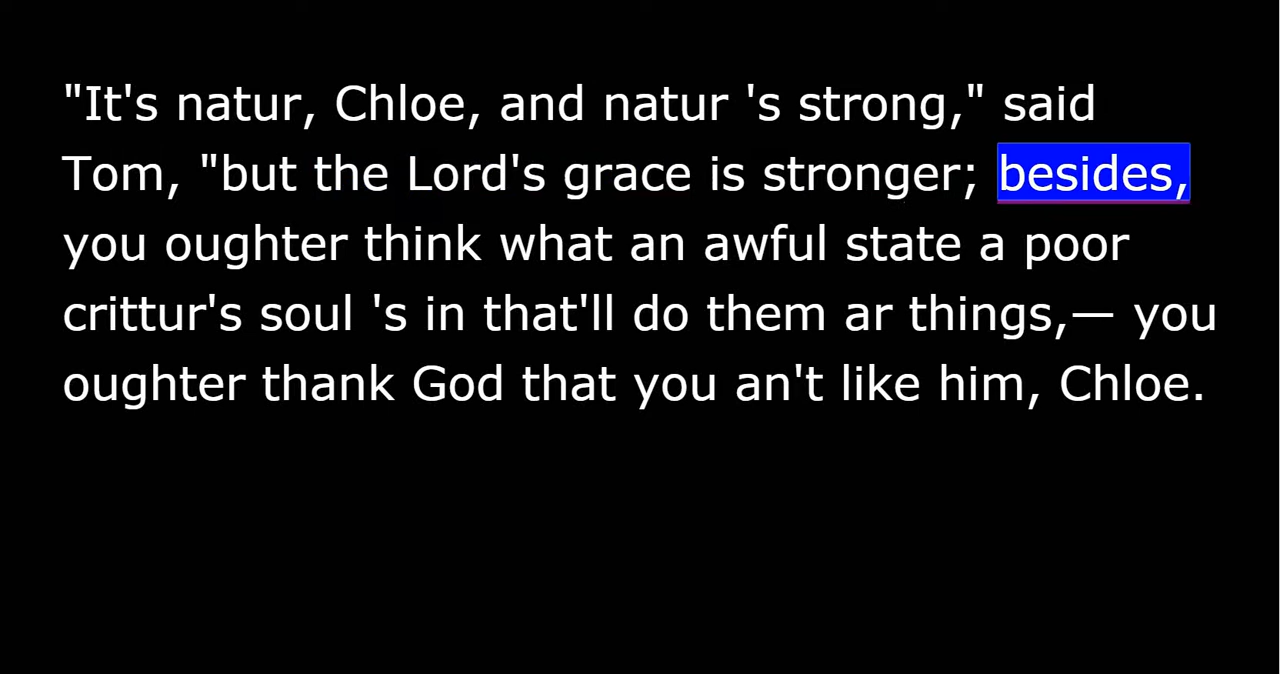 "It's natur, Chloe, and natur 's strong," said
Tom, "but the Lord's grace is stronger; besides,
you oughter think what an awful state a poor
crittur's soul 's in that'll do them ar things,— you
oughter thank God that you an't like him, Chloe.